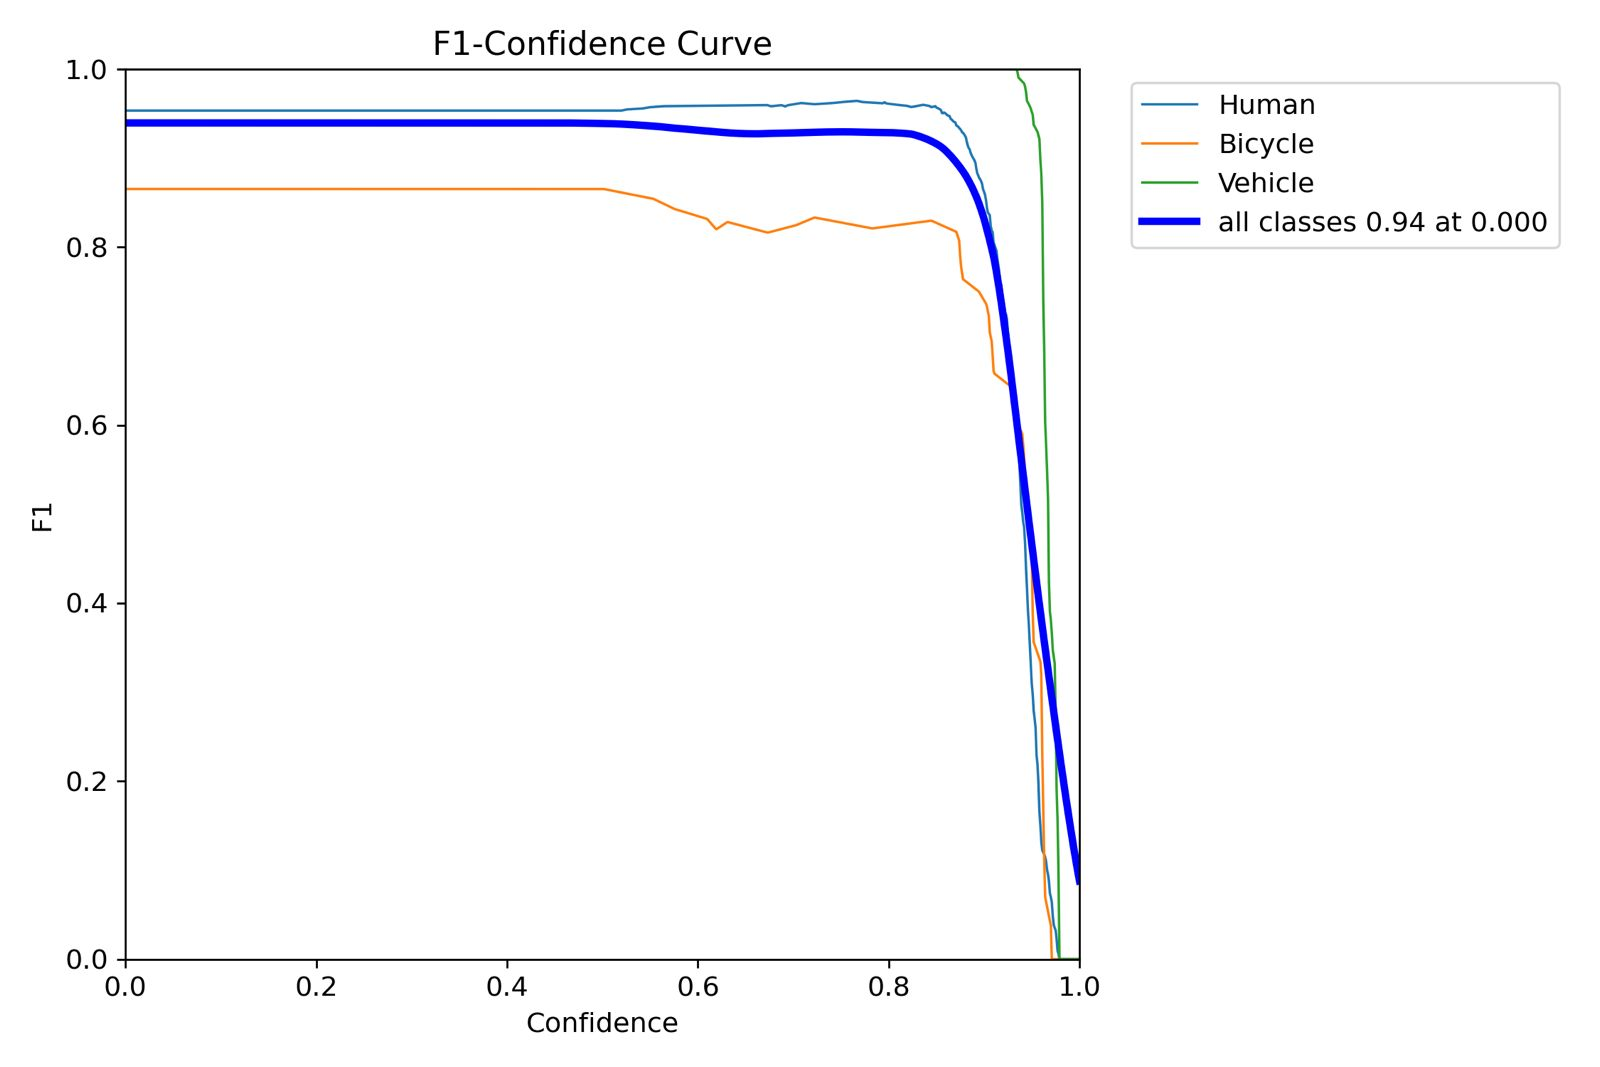 F1-Confidence Curve
1.0
0.8
0.6
0.4
0.2
0.0
F1
0.0 0.2 0.4 0.6 0.8 1.0
Confidence
Human
Bicycle
Vehicle
all classes 0.94 at 0.000